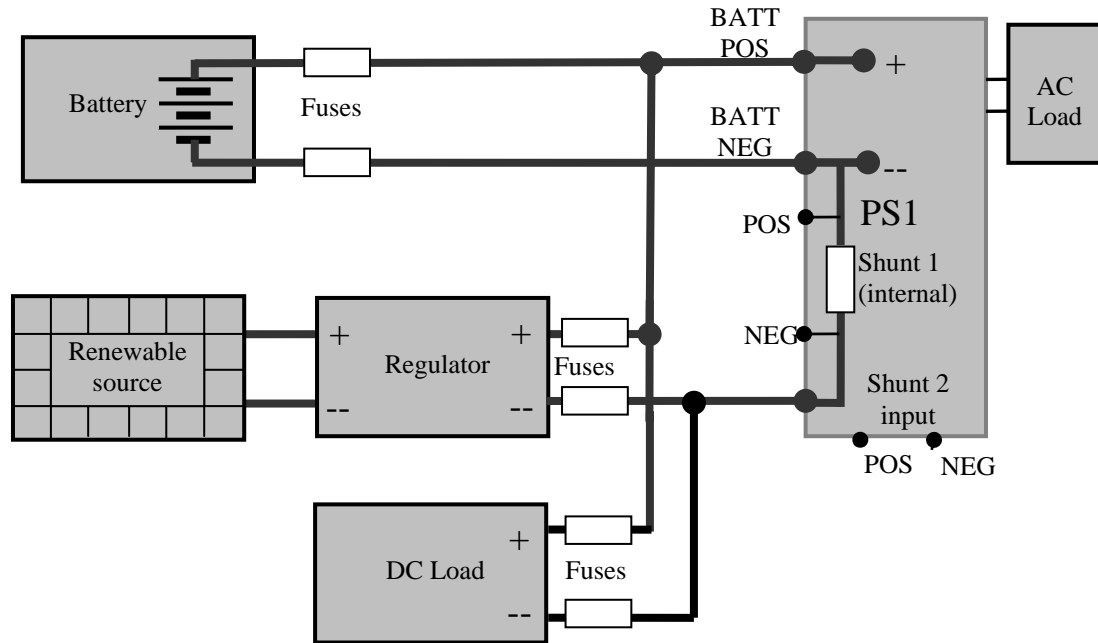 BATT
POS
+
AC
Load
Battery
Fuses
BATT
NEG
--
PS1
POS
Shunt 1
(internal)
NEG
Renewable
source
+
--
Regulator
+
--
Fuses
Shunt 2
input
POS
NEG
DC Load
+
--
Fuses